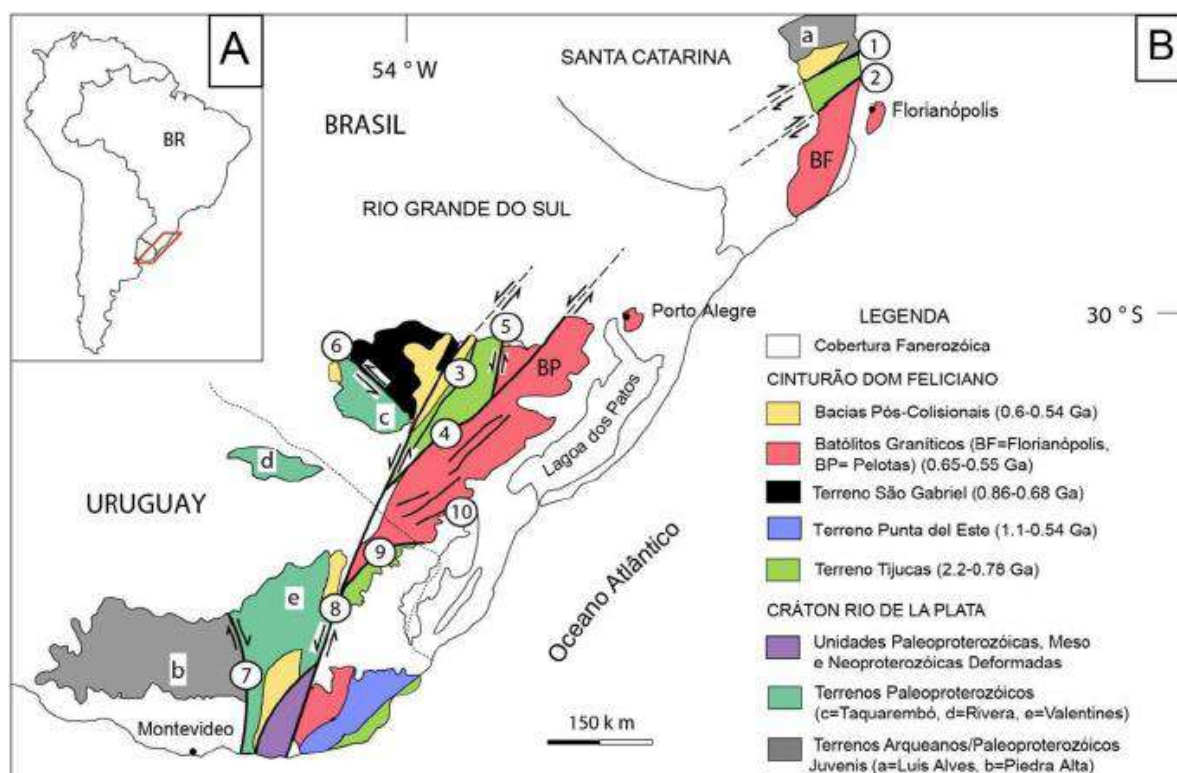 A
BR
B
54 ° W
SANTA CATARINA
a
1
2
Florianópolis
BRASIL
BF
RIO GRANDE DO SUL
Porto Alegre
30 ° S
5
6
3
BP
c
4
Lagoa dos Patos
d
URUGUAY
10
9
Oceano Atlântico
e
8
7
b
Montevideo
150 k m
LEGENDA
Cobertura Fanerozóica
CINTURÃO DOM FELICIANO
Bacias Pós-Colisionais (0.6-0.54 Ga)
Batólitos Graníticos (BF=Florianópolis,
BP= Pelotas) (0.65-0.55 Ga)
Terreno São Gabriel (0.86-0.68 Ga)
Terreno Punta del Este (1.1-0.54 Ga)
Terreno Tijucas (2.2-0.78 Ga)
CRÁTON RIO DE LA PLATA
Unidades Paleoproterozóicas, Meso
e Neoproterozóicas Deformadas
Terrenos Paleoproterozóicos
(c=Taquarembó, d=Rivera, e=Valentines)
Terrenos Arqueanos/Paleoproterozóicos
Juvenis (a=Luís Alves, b=Piedra Alta)